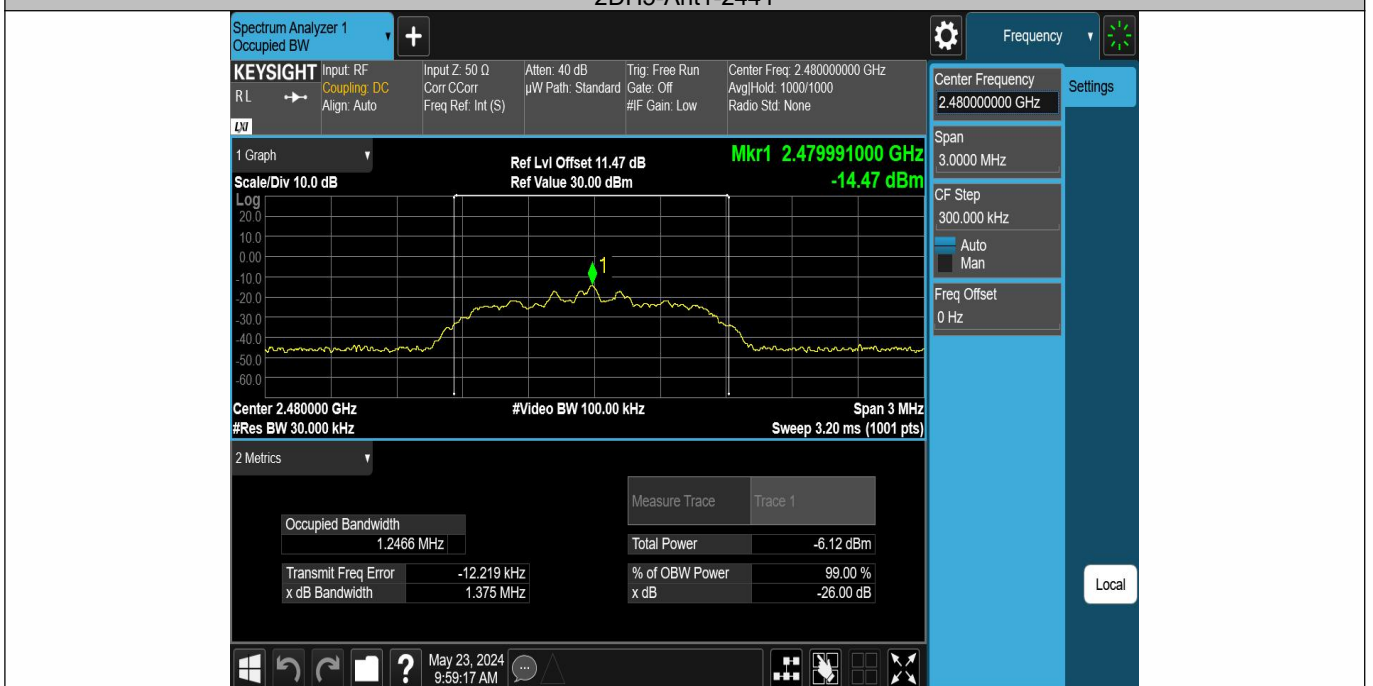 2DH5-Ant1-2441
Spectrum Analyzer 1
Occupied BW
+
Frequency
KEYSIGHT
RL
LXI
Input: RF
Coupling: DC
Align: Auto
Input Z: 50 Ω
Corr CCorr
Freq Ref: Int (S)
Atten: 40 dB
µW Path: Standard
Trig: Free Run
Gate: Off
#IF Gain: Low
Center Freq: 2.480000000 GHz
Avg|Hold: 1000/1000
Radio Std: None
Center Frequency
2.480000000 GHz
Settings
Span
3.0000 MHz
CF Step
300.000 kHz
Auto
Man
Freq Offset
0 Hz
Local
1 Graph
Scale/Div 10.0 dB
Ref Lvl Offset 11.47 dB
Ref Value 30.00 dBm
Mkr1 2.479991000 GHz
-14.47 dBm
Log
20.0
10.0
0.00
-10.0
-20.0
-30.0
-40.0
-50.0
-60.0
1
Center 2.480000 GHz
#Video BW 100.00 kHz
Span 3 MHz
#Res BW 30.000 kHz
Sweep 3.20 ms (1001 pts)
2 Metrics
Measure Trace
Trace 1
Occupied Bandwidth
1.2466 MHz
Total Power
-6.12 dBm
Transmit Freq Error
-12.219 kHz
% of OBW Power
99.00 %
x dB Bandwidth
1.375 MHz
x dB
-26.00 dB
?
May 23, 2024
9:59:17 AM